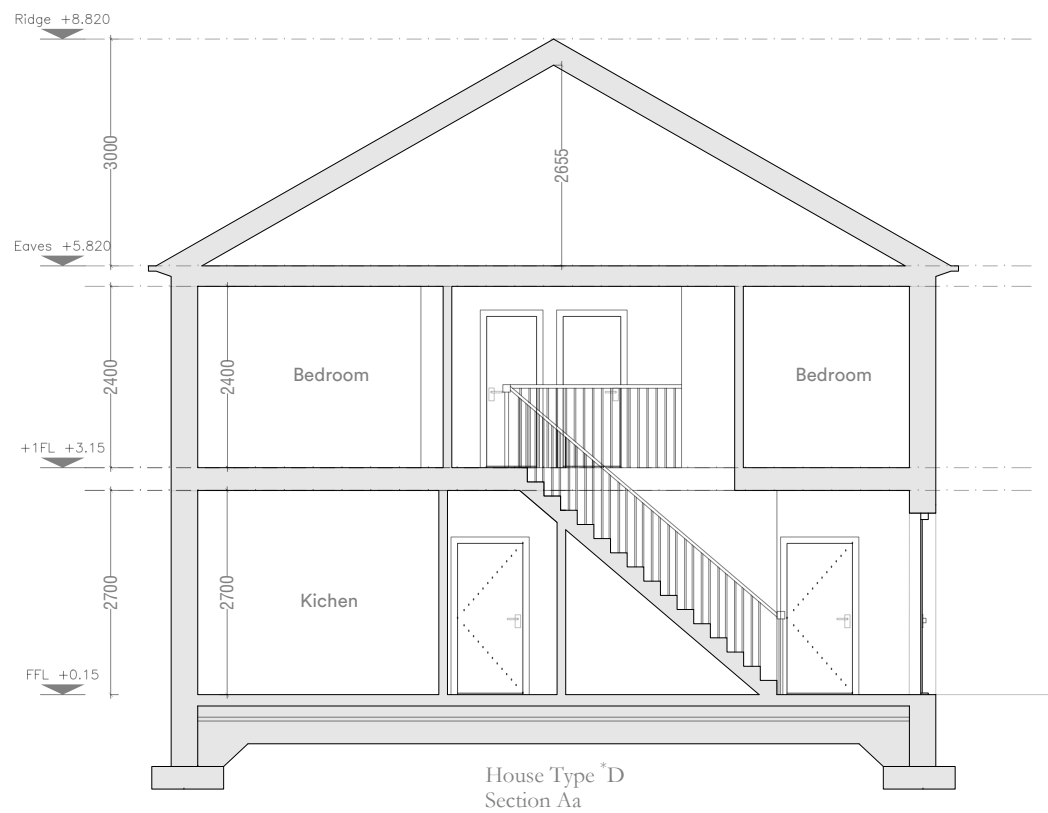 Ridge +8.820
3000
2655
Eaves +5.820
2400
2400
Bedroom
Bedroom
+1FL +3.15
2700
2700
Kichen
FFL +0.15
House Type *D
Section Aa